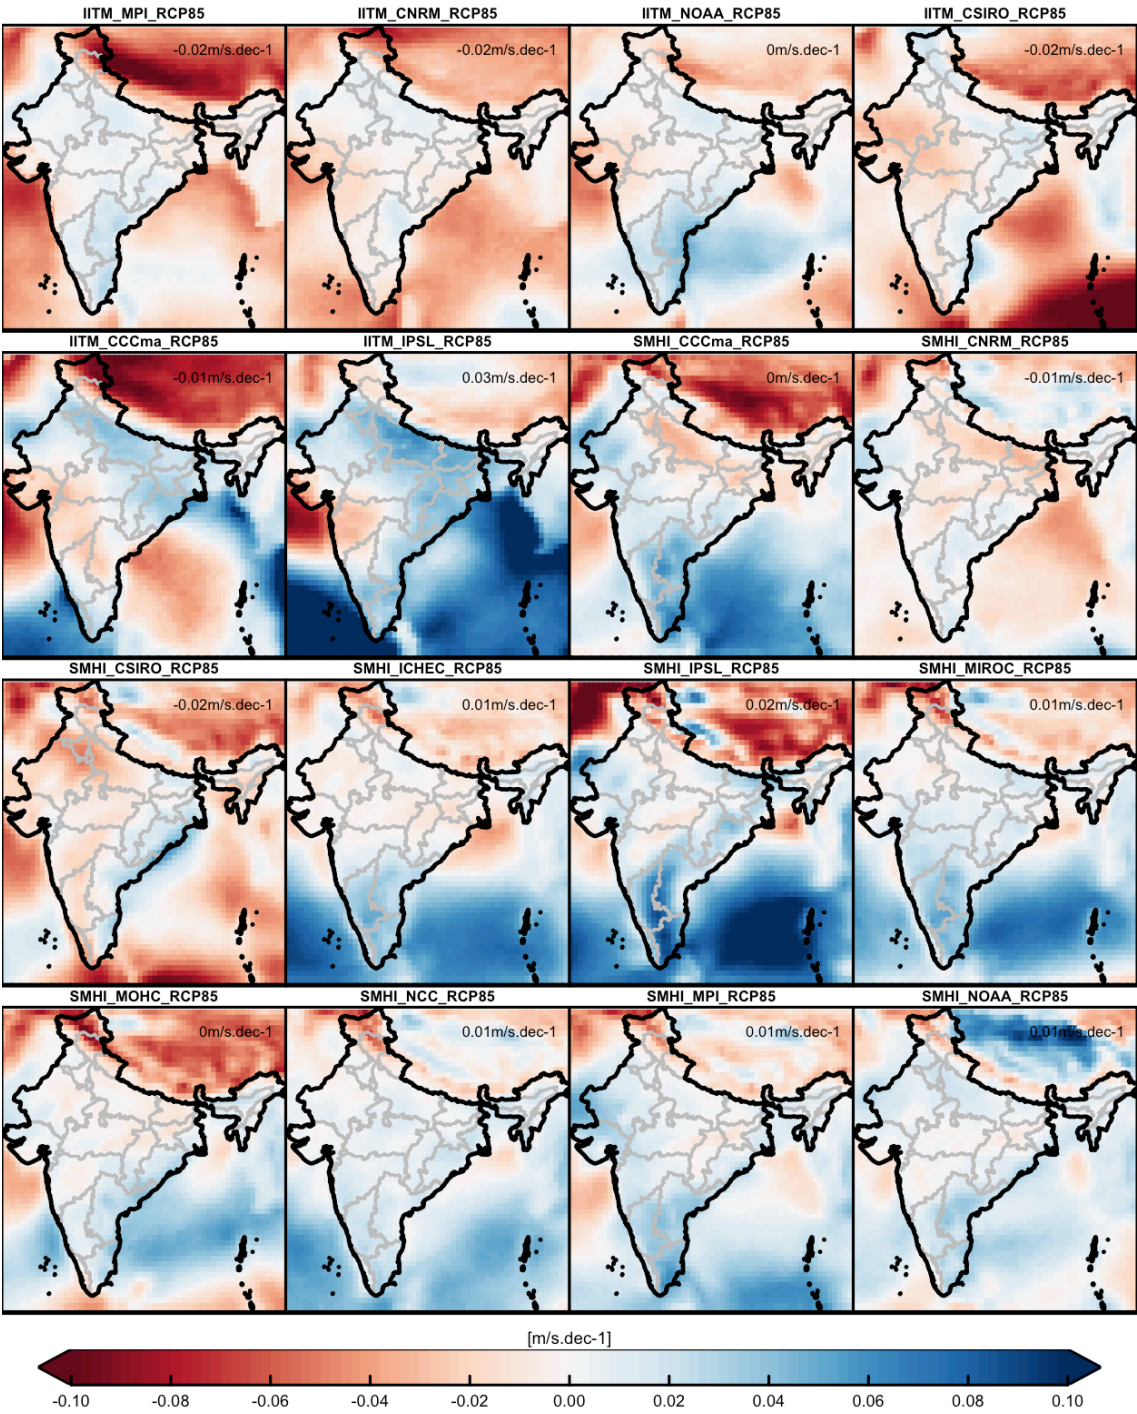 IITM_MPI_RCP85
IITM_CNRM_RCP85
IITM_NOAA_RCP85
IITM_CSIRO_RCP85
-0.02m/s.dec-1
-0.02m/s.dec-1
0m/s.dec-1
-0.02m/s.dec-1
IITM_CCCma_RCP85
IITM_IPSL_RCP85
SMHI_CCCma_RCP85
SMHI_CNRM_RCP85
-0.01m/s.dec-1
0.03m/s.dec-1
0m/s.dec-1
-0.01m/s.dec-1
SMHI_CSIRO_RCP85
SMHI_ICHEC_RCP85
SMHI_IPSL_RCP85
SMHI_MIROC_RCP85
-0.02m/s.dec-1
0.01m/s.dec-1
0.02m/s.dec-1
0.01m/s.dec-1
SMHI_MOHC_RCP85
SMHI_NCC_RCP85
SMHI_MPI_RCP85
SMHI_NOAA_RCP85
0m/s.dec-1
0.01m/s.dec-1
0.01m/s.dec-1
0.01m/s.dec-1
[m/s.dec-1]
-0.10 -0.08 -0.06 -0.04 -0.02 0.00 0.02 0.04 0.06 0.08 0.10